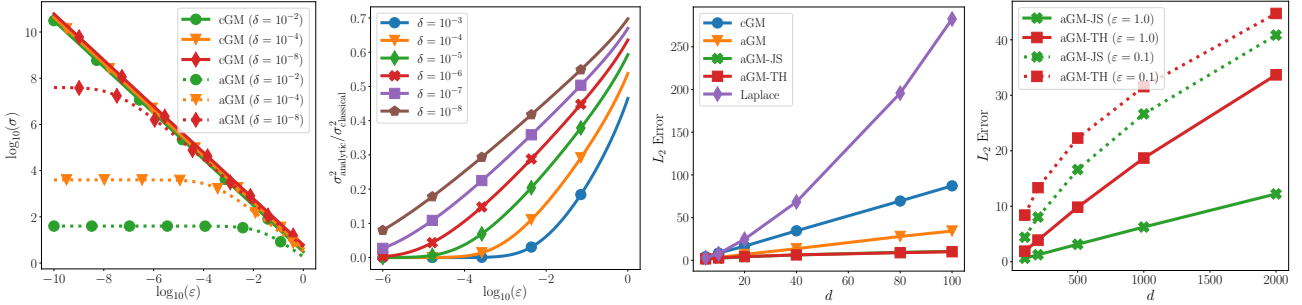 cGM (δ = 10⁻²)
cGM (δ = 10⁻⁴)
cGM (δ = 10⁻⁸)
aGM (δ = 10⁻²)
aGM (δ = 10⁻⁴)
aGM (δ = 10⁻⁸)
log₁₀(σ)
10
8
6
4
2
0
−10 −8 −6 −4 −2 0
log₁₀(ε)
δ = 10⁻³
δ = 10⁻⁴
δ = 10⁻⁵
δ = 10⁻⁶
δ = 10⁻⁷
δ = 10⁻⁸
σ²analytic/σ²classical
0.7
0.6
0.5
0.4
0.3
0.2
0.1
0.0
−6 −4 −2 0
log₁₀(ε)
cGM
aGM
aGM-JS
aGM-TH
Laplace
L₂ Error
250
200
150
100
50
0
20 40 60 80 100
d
aGM-JS (ε = 1.0)
aGM-TH (ε = 1.0)
aGM-JS (ε = 0.1)
aGM-TH (ε = 0.1)
L₂ Error
40
30
20
10
0
500 1000 1500 2000
d